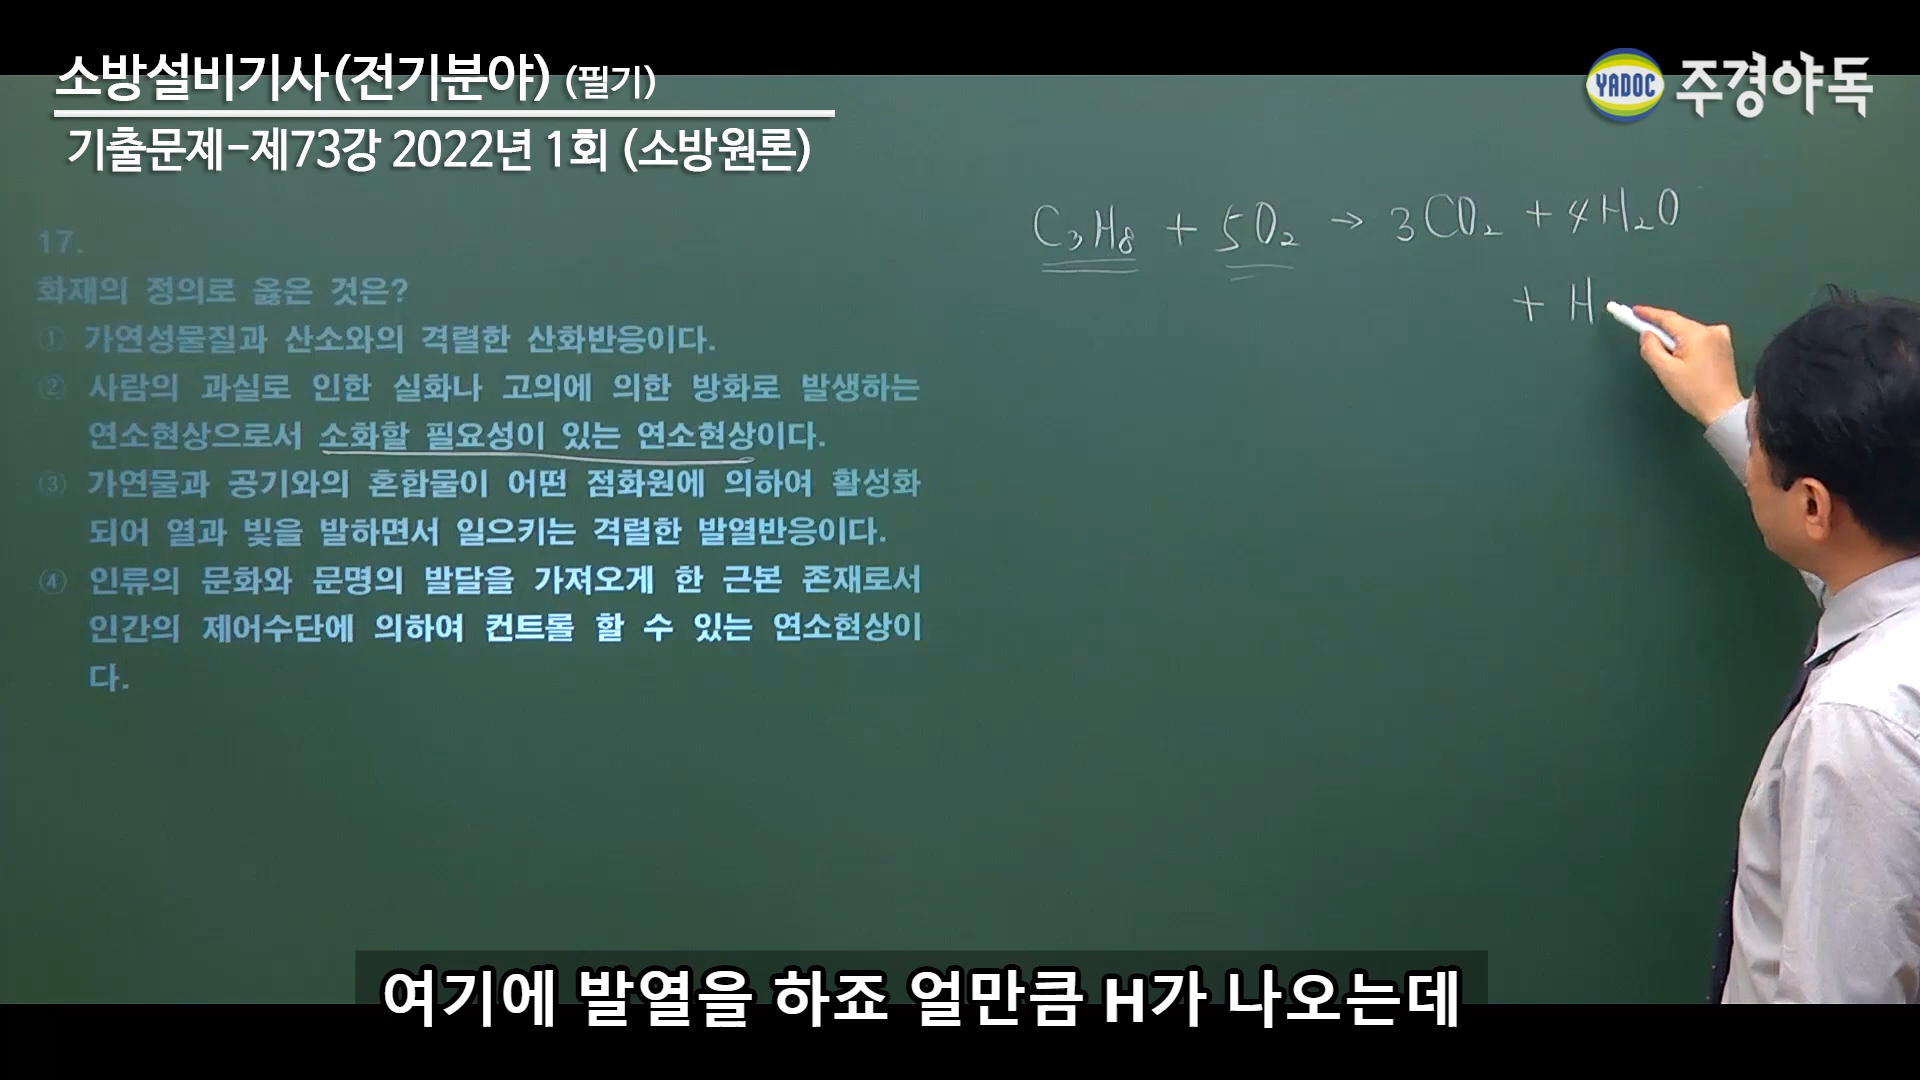 소방설비기사(전기분야) (필기)
기출문제-제73강 2022년 1회 (소방원론)
YADOC 주경야독
17.
화재의 정의로 옳은 것은?
① 가연성물질과 산소와의 격렬한 산화반응이다.
② 사람의 과실로 인한 실화나 고의에 의한 방화로 발생하는
연소현상으로서 소화할 필요성이 있는 연소현상이다.
③ 가연물과 공기와의 혼합물이 어떤 점화원에 의하여 활성화
되어 열과 빛을 발하면서 일으키는 격렬한 발열반응이다.
④ 인류의 문화와 문명의 발달을 가져오게 한 근본 존재로서
인간의 제어수단에 의하여 컨트롤 할 수 있는 연소현상이
다.
C₃H₈ + 5O₂ → 3CO₂ + 4H₂O
+ H
여기에 발열을 하죠 얼만큼 H가 나오는데